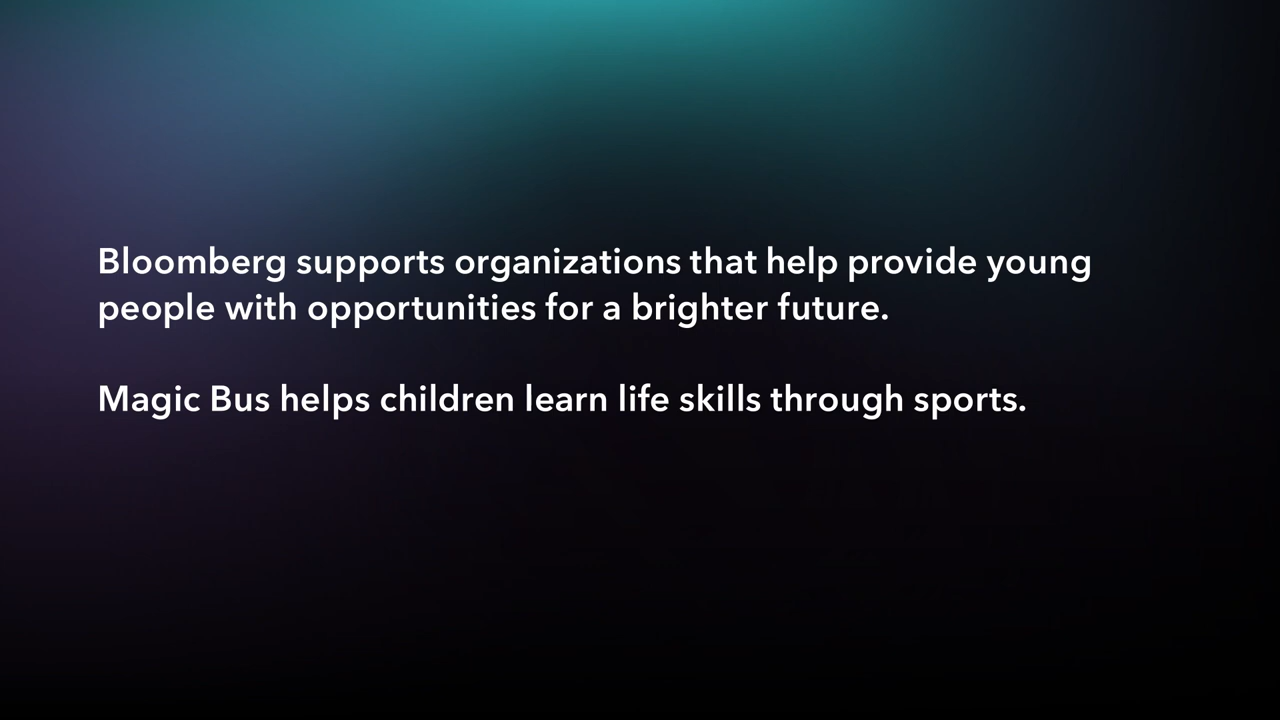 Bloomberg supports organizations that help provide young
people with opportunities for a brighter future.
Magic Bus helps children learn life skills through sports.